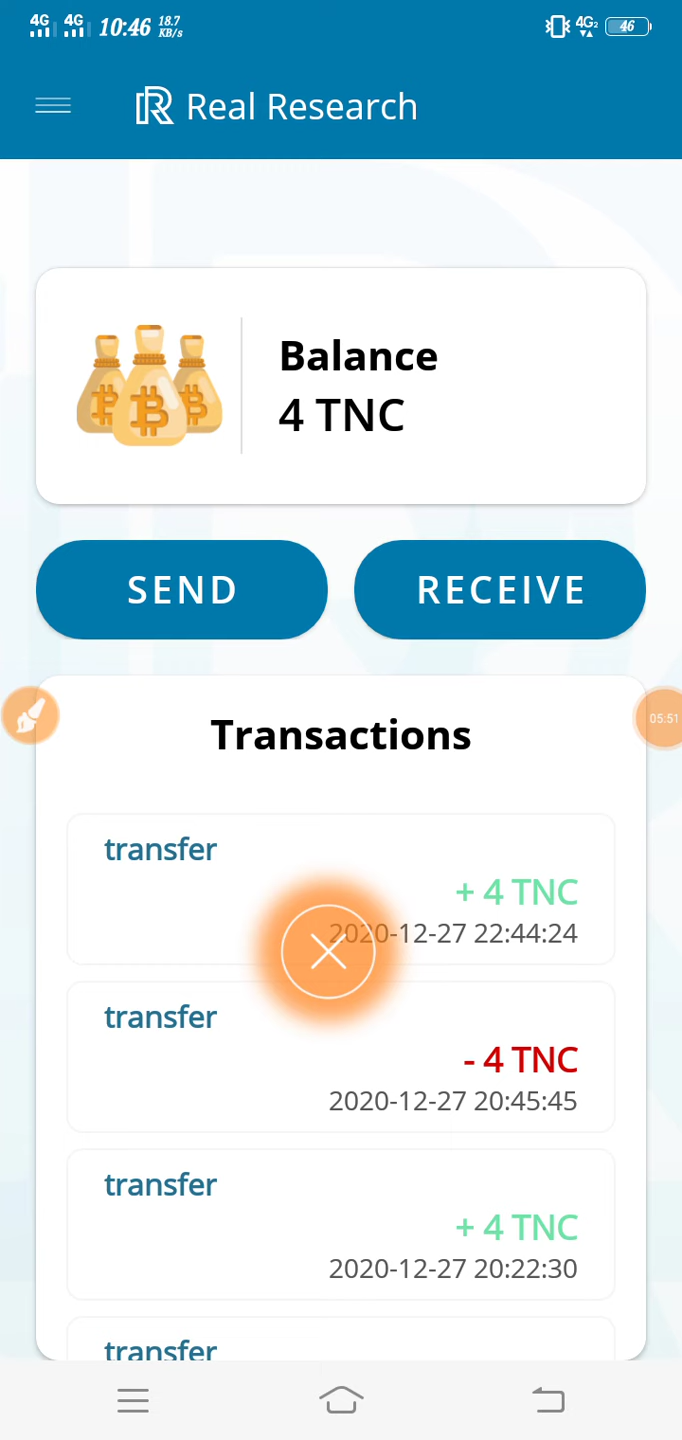 4G 4G 10:46 18.7 KB/s 4G2 46
Real Research
Balance
4 TNC
SEND RECEIVE
05:51
Transactions
transfer
+ 4 TNC
2020-12-27 22:44:24
transfer
- 4 TNC
2020-12-27 20:45:45
transfer
+ 4 TNC
2020-12-27 20:22:30
transfer